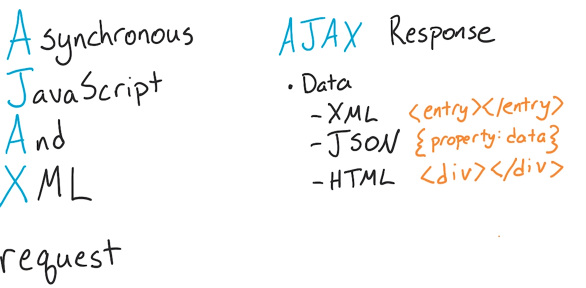 Asynchronous
JavaScript
And
XML
request
AJAX Response
• Data
- XML <entry></entry>
- JSON {property: data}
- HTML <div></div>